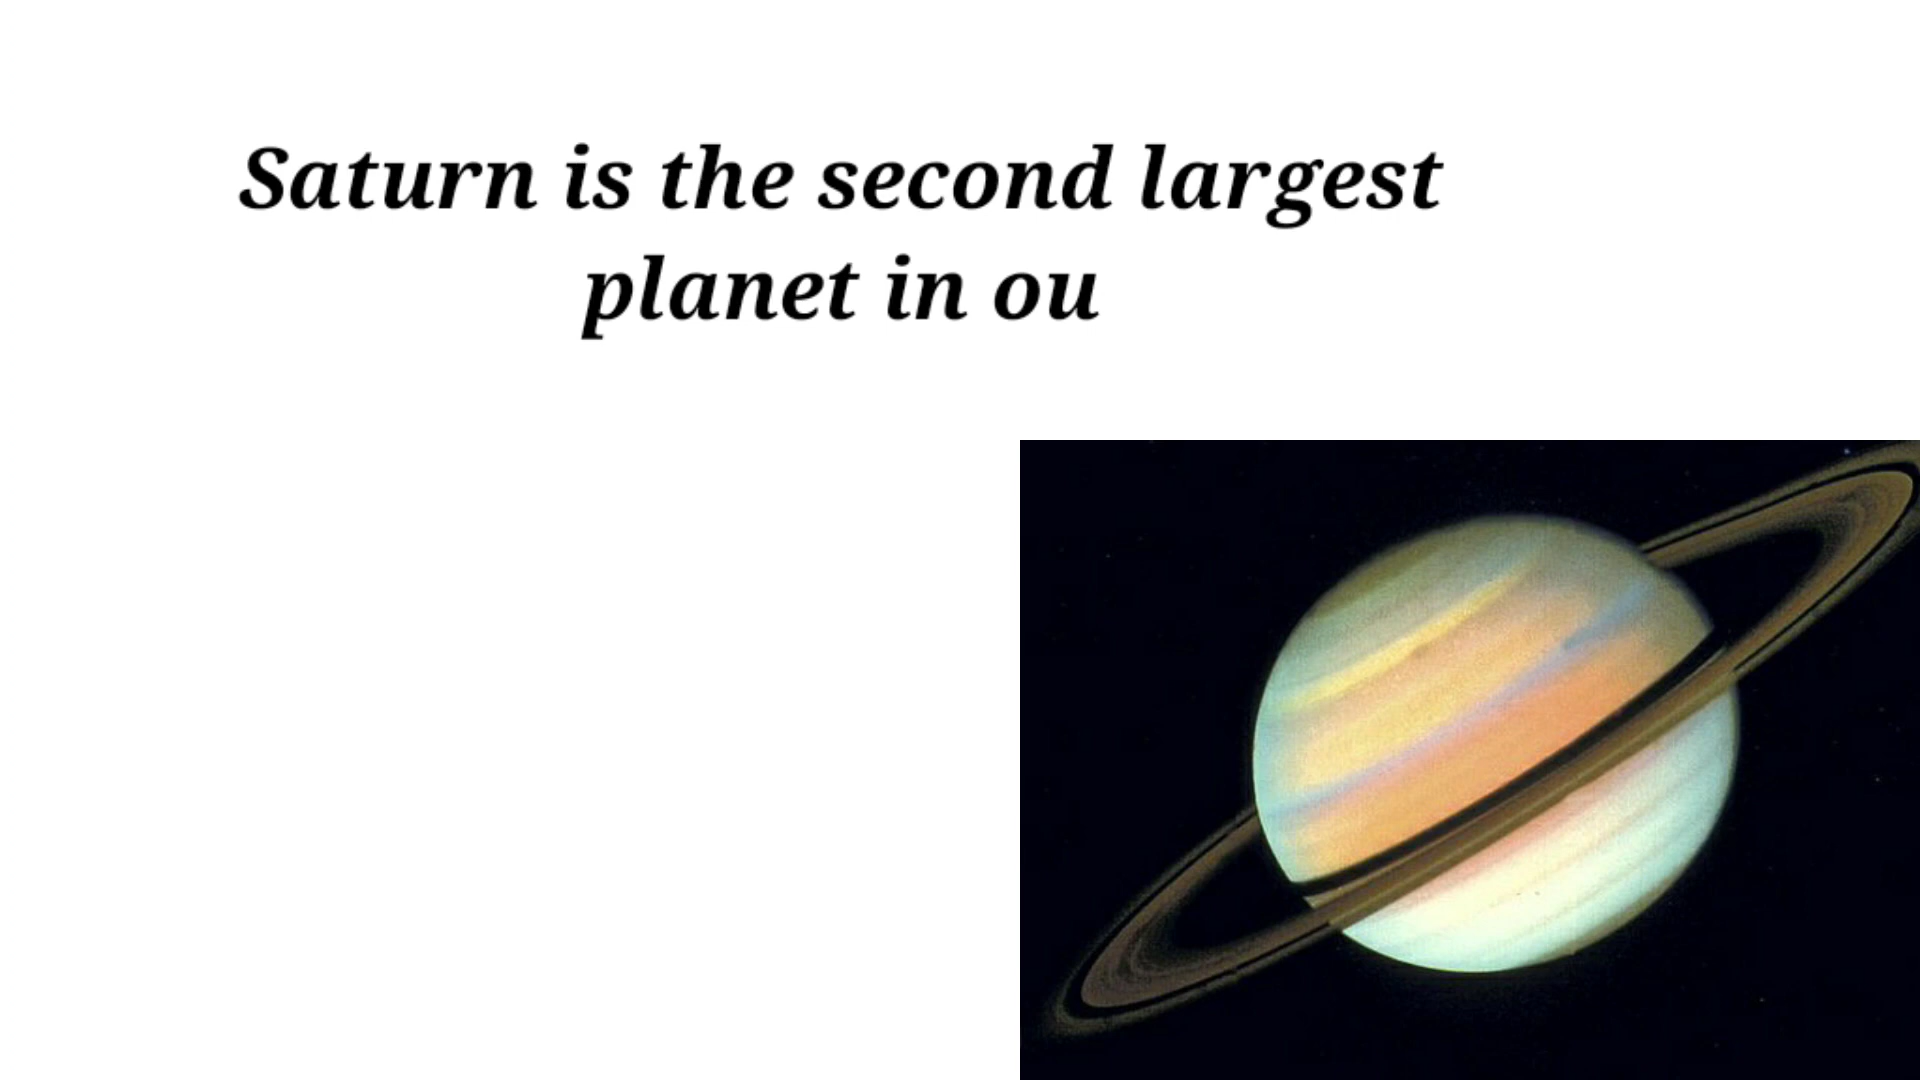 Saturn is the second largest
planet in ou